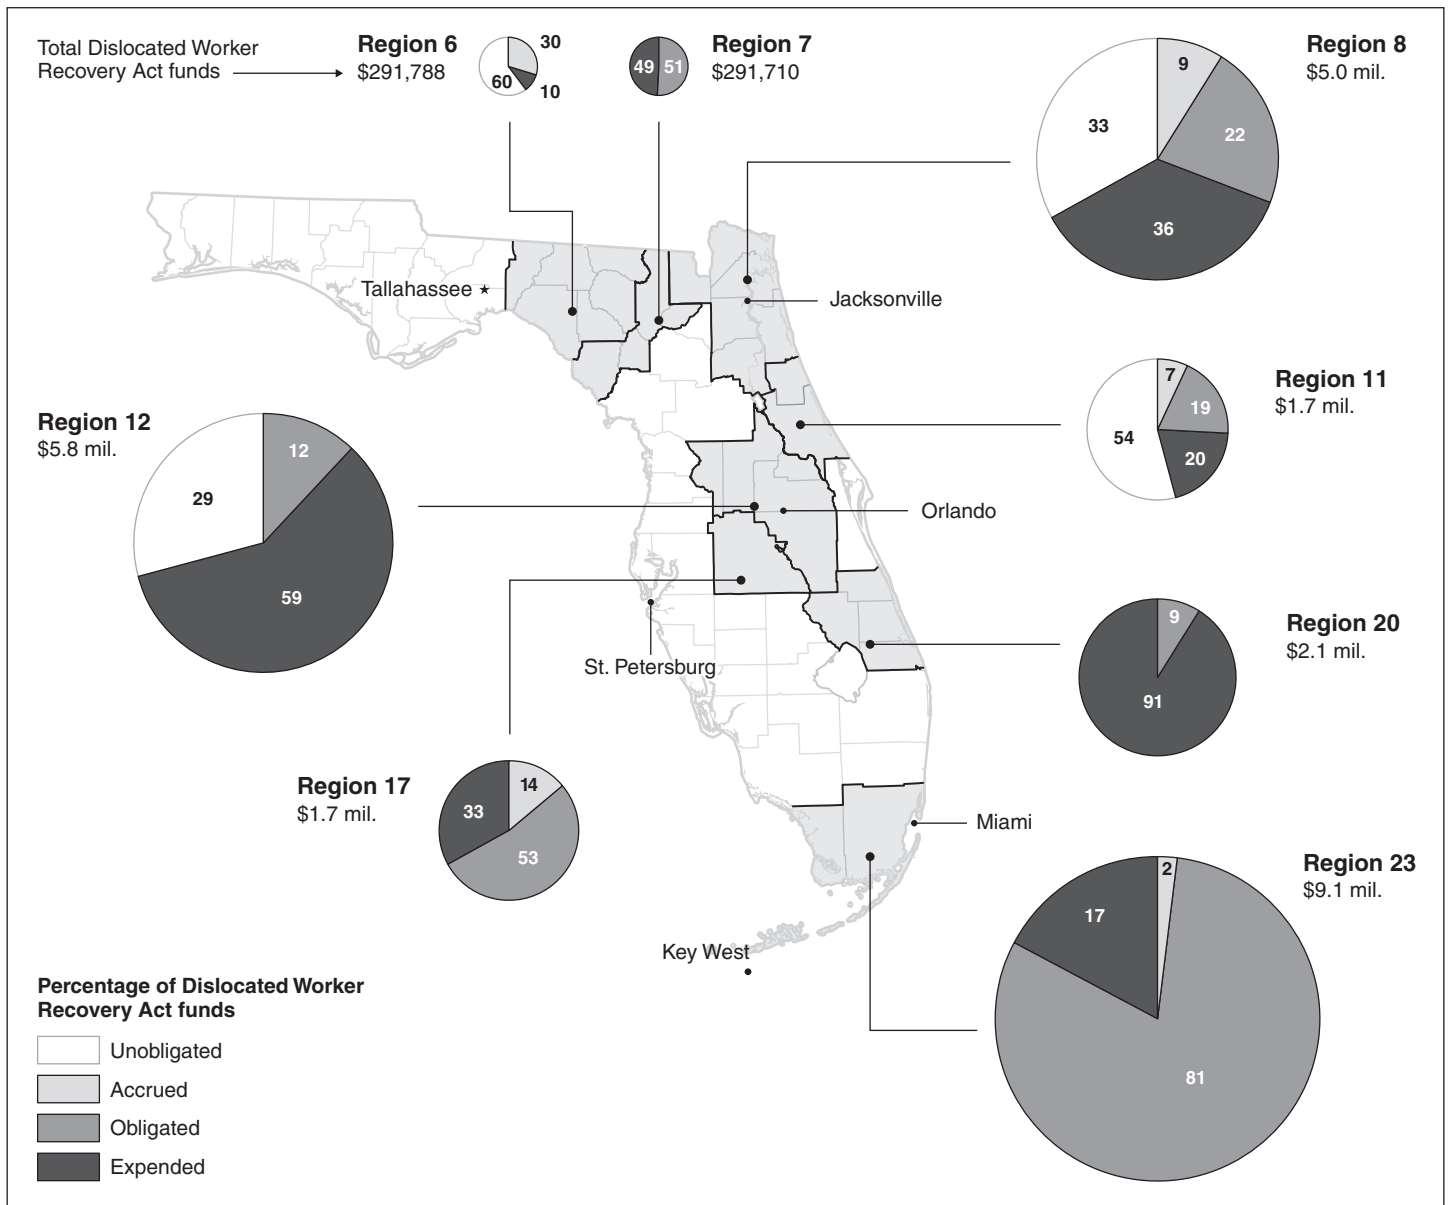 Total Dislocated Worker
Recovery Act funds
Region 6
$291,788
30
60
10
49
51
Region 7
$291,710
9
33
22
36
Region 8
$5.0 mil.
Tallahassee
Jacksonville
7
19
54
20
Region 11
$1.7 mil.
Region 12
$5.8 mil.
12
29
59
Orlando
9
91
Region 20
$2.1 mil.
St. Petersburg
Region 17
$1.7 mil.
14
33
53
Miami
2
17
81
Region 23
$9.1 mil.
Key West
Percentage of Dislocated Worker
Recovery Act funds
Unobligated
Accrued
Obligated
Expended